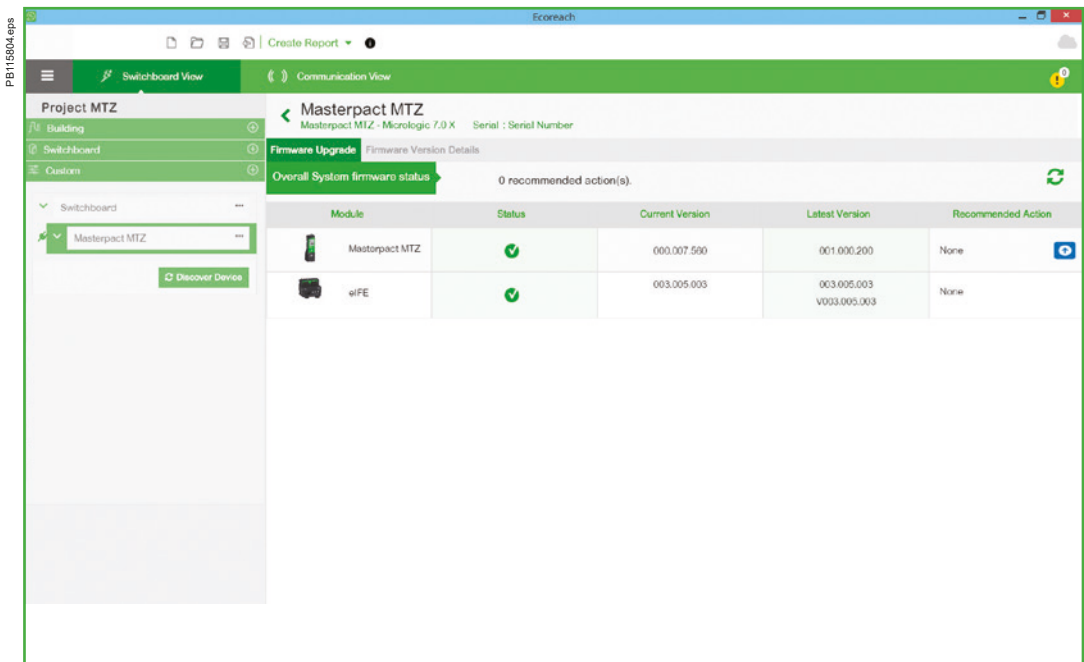 PB115804.eps
Ecoreach
Create Report
Switchboard View
Communication View
0
Project MTZ
Building
Switchboard
Custom
Switchboard
Masterpact MTZ
Discover Device
Masterpact MTZ
Masterpact MTZ - Micrologic 7.0 X Serial : Serial Number
Firmware Upgrade Firmware Version Details
Overall System firmware status 0 recommended action(s).
Module Status Current Version Latest Version Recommended Action
Masterpact MTZ 000.007.560 001.000.200 None
eIFE 003.005.003 003.005.003 None
V003.005.003